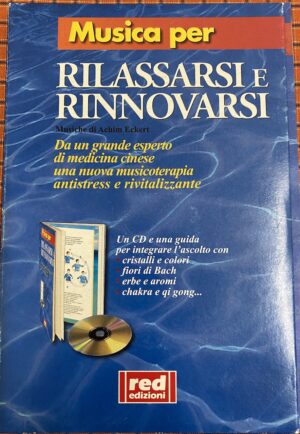 Musica per
RILASSARSI E
RINNOVARSI
Musiche di Achim Eckert
Da un grande esperto
di medicina cinese
una nuova musicoterapia
antistress e rivitalizzante
Un CD e una guida
per integrare l'ascolto con
cristalli e colori
fiori di Bach
erbe e aromi
chakra e qi gong...
red
edizioni